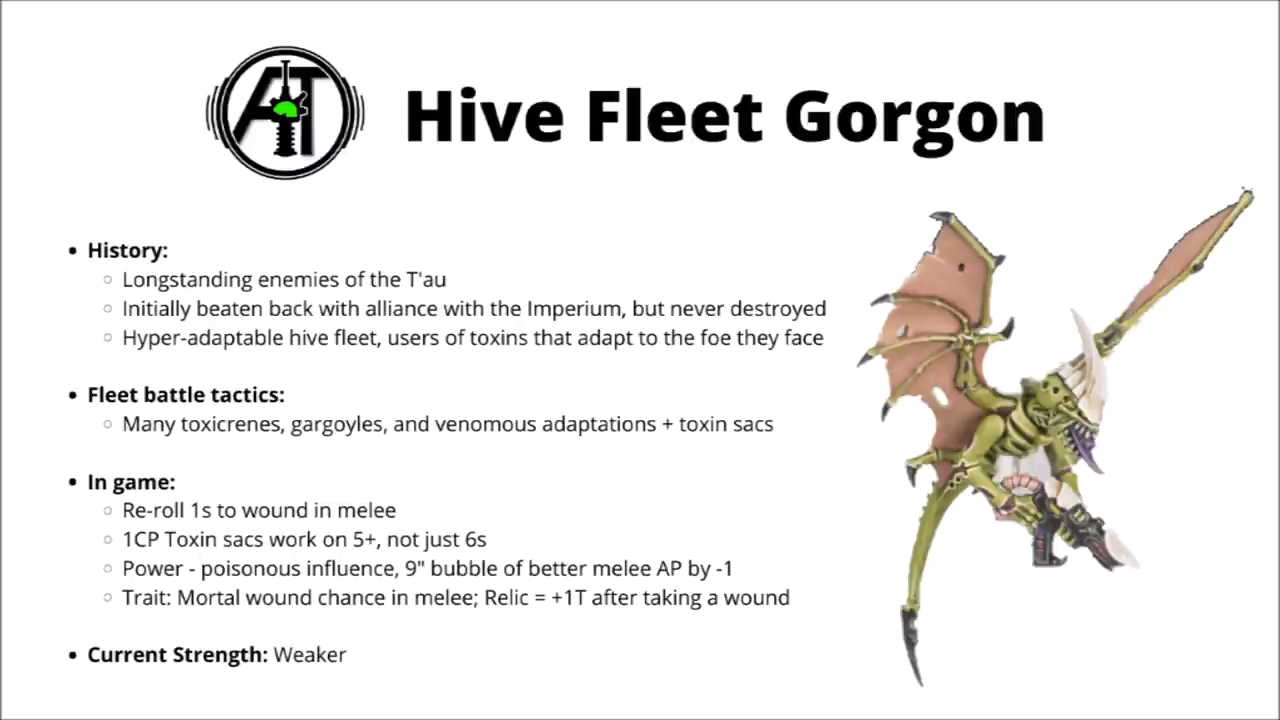 AT
Hive Fleet Gorgon
• History:
○ Longstanding enemies of the T'au
○ Initially beaten back with alliance with the Imperium, but never destroyed
○ Hyper-adaptable hive fleet, users of toxins that adapt to the foe they face
• Fleet battle tactics:
○ Many toxicrenes, gargoyles, and venomous adaptations + toxin sacs
• In game:
○ Re-roll 1s to wound in melee
○ 1CP Toxin sacs work on 5+, not just 6s
○ Power - poisonous influence, 9" bubble of better melee AP by -1
○ Trait: Mortal wound chance in melee; Relic = +1T after taking a wound
• Current Strength: Weaker